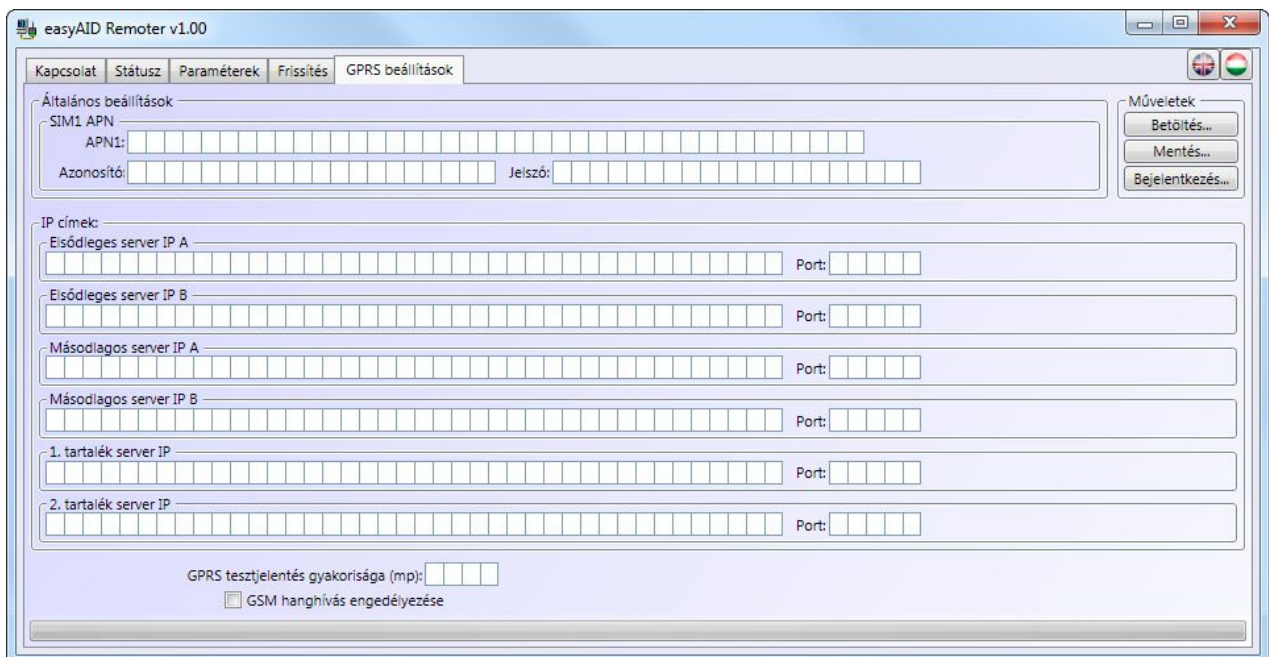 easyAID Remoter v1.00
Kapcsolat Státusz Paraméterek Frissítés GPRS beállítások
Általános beállítások
SIM1 APN
APN1:
Azonosító: Jelszó:
Műveletek
Betöltés...
Mentés...
Bejelentkezés...
IP címek:
Elsődleges server IP A
Port:
Elsődleges server IP B
Port:
Másodlagos server IP A
Port:
Másodlagos server IP B
Port:
1. tartalék server IP
Port:
2. tartalék server IP
Port:
GPRS tesztjelentés gyakorisága (mp):
GSM hanghívás engedélyezése